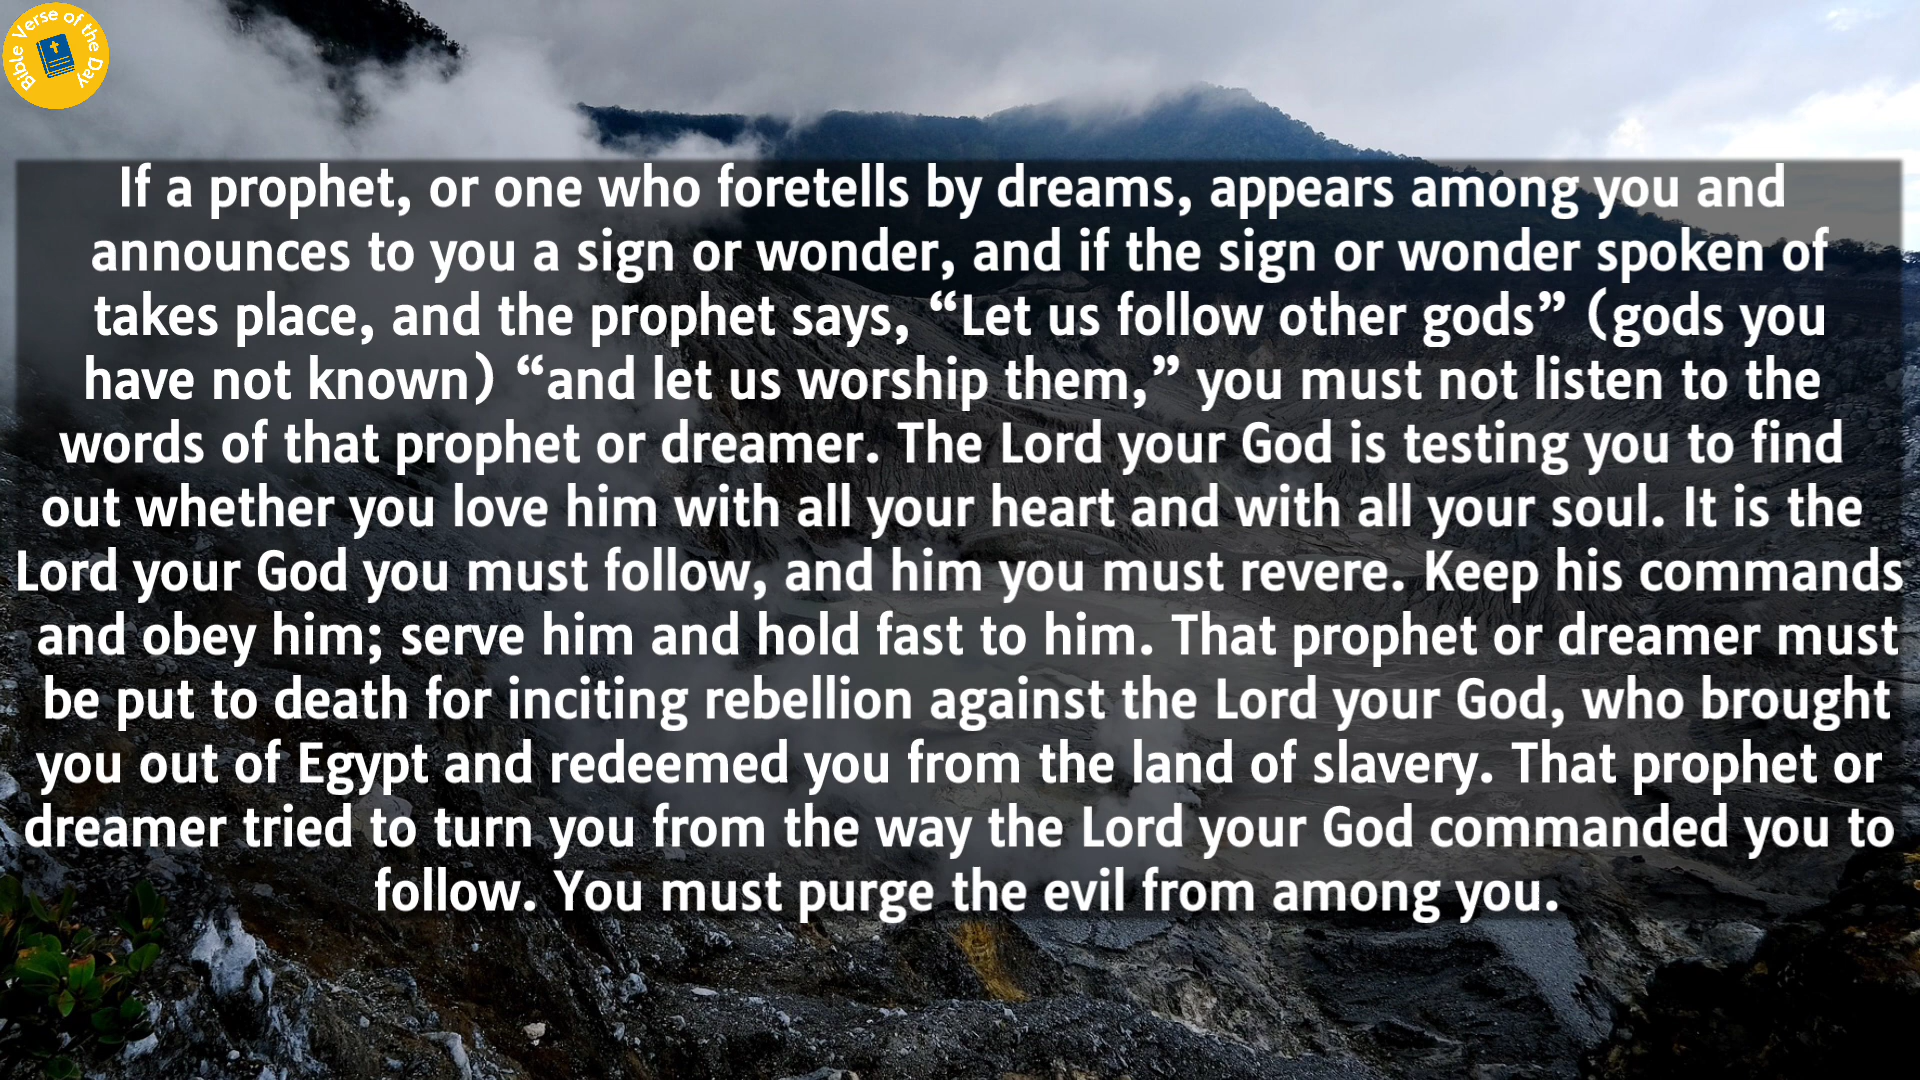 Bible Verse of the Day
If a prophet, or one who foretells by dreams, appears among you and
announces to you a sign or wonder, and if the sign or wonder spoken of
takes place, and the prophet says, “Let us follow other gods” (gods you
have not known) “and let us worship them,” you must not listen to the
words of that prophet or dreamer. The Lord your God is testing you to find
out whether you love him with all your heart and with all your soul. It is the
Lord your God you must follow, and him you must revere. Keep his commands
and obey him; serve him and hold fast to him. That prophet or dreamer must
be put to death for inciting rebellion against the Lord your God, who brought
you out of Egypt and redeemed you from the land of slavery. That prophet or
dreamer tried to turn you from the way the Lord your God commanded you to
follow. You must purge the evil from among you.